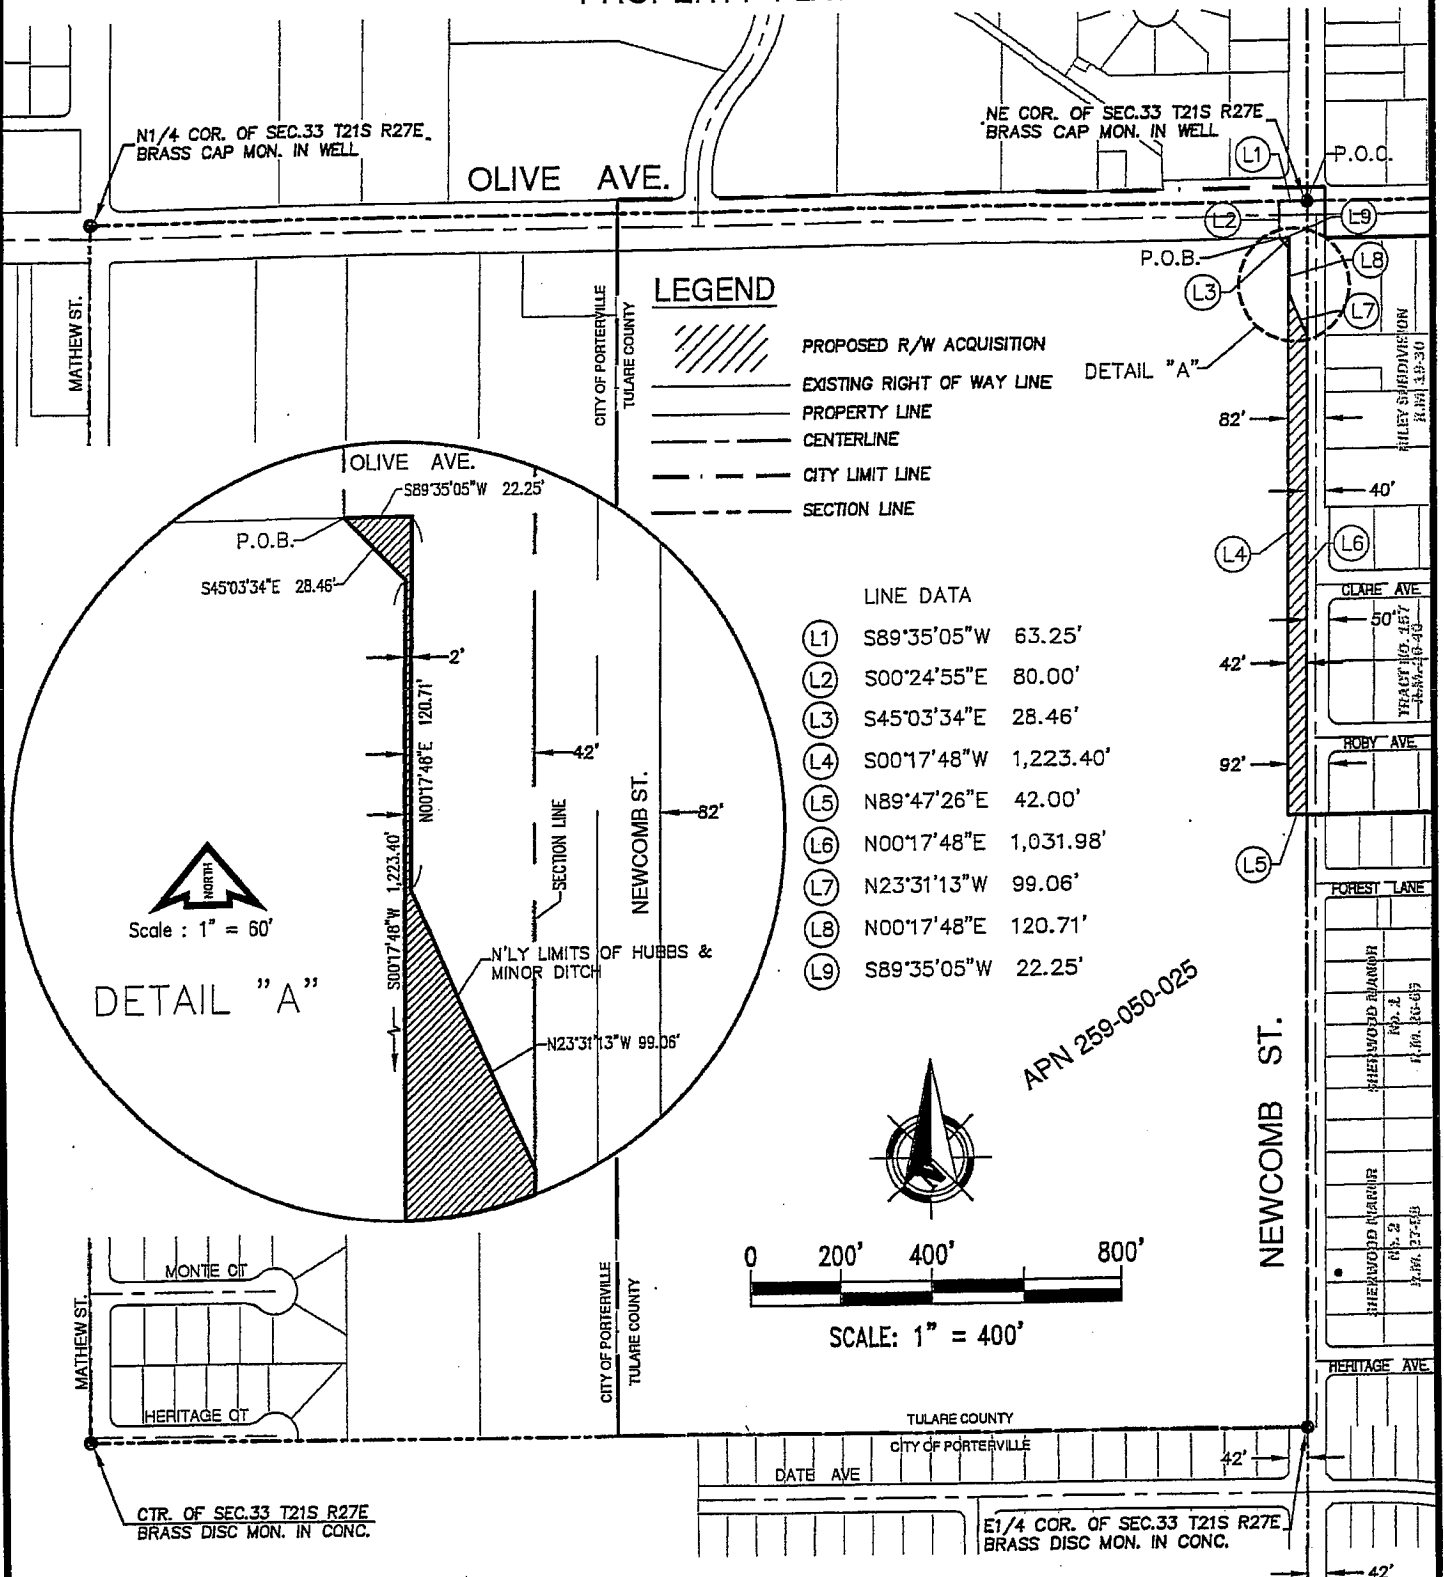 N1/4 COR. OF SEC.33 T21S R27E
BRASS CAP MON. IN WELL
NE COR. OF SEC.33 T21S R27E
BRASS CAP MON. IN WELL
L1
P.O.C.
OLIVE AVE.
L2
L9
P.O.B.
L8
L3
L7
MATHEW ST.
CITY OF PORTERVILLE
TULARE COUNTY
LEGEND
PROPOSED R/W ACQUISITION
EXISTING RIGHT OF WAY LINE
PROPERTY LINE
CENTERLINE
CITY LIMIT LINE
SECTION LINE
DETAIL "A"
82'
40'
L4
L6
CLARE AVE
50'
42'
TRACT NO. 157
ROBY AVE.
92'
L5
FOREST LANE
OLIVE AVE.
S89°35'05"W 22.25'
P.O.B.
S45°03'34"E 28.46'
2'
N00°17'48"E 120.71'
42'
S00°17'48"W 1,223.40'
SECTION LINE
NEWCOMB ST.
82'
NORTH
Scale : 1" = 60'
DETAIL "A"
N'LY LIMITS OF HUBBS &
MINOR DITCH
N23°31'13"W 99.06'
LINE DATA
L1 S89°35'05"W 63.25'
L2 S00°24'55"E 80.00'
L3 S45°03'34"E 28.46'
L4 S00°17'48"W 1,223.40'
L5 N89°47'26"E 42.00'
L6 N00°17'48"E 1,031.98'
L7 N23°31'13"W 99.06'
L8 N00°17'48"E 120.71'
L9 S89°35'05"W 22.25'
APN 259-050-025
NEWCOMB ST.
SHERWOOD MANOR
No. 1
SHERWOOD MANOR
No. 2
N
0 200' 400' 800'
SCALE: 1" = 400'
MONTE CT
MATHEW ST.
HERITAGE CT
CITY OF PORTERVILLE
TULARE COUNTY
HERITAGE AVE.
TULARE COUNTY
CITY OF PORTERVILLE
42'
DATE AVE
CTR. OF SEC.33 T21S R27E
BRASS DISC MON. IN CONC.
E1/4 COR. OF SEC.33 T21S R27E
BRASS DISC MON. IN CONC.
42'